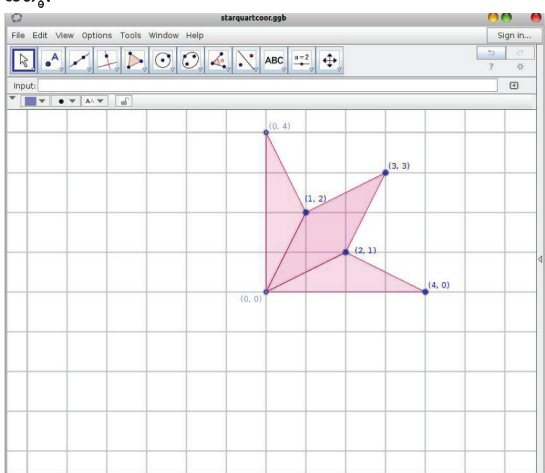 starquartcoor.ggb
File Edit View Options Tools Window Help
Sign in...
ABC
a=2
Input:
AA
(0, 4)
(3, 3)
(1, 2)
(2, 1)
(0, 0)
(4, 0)